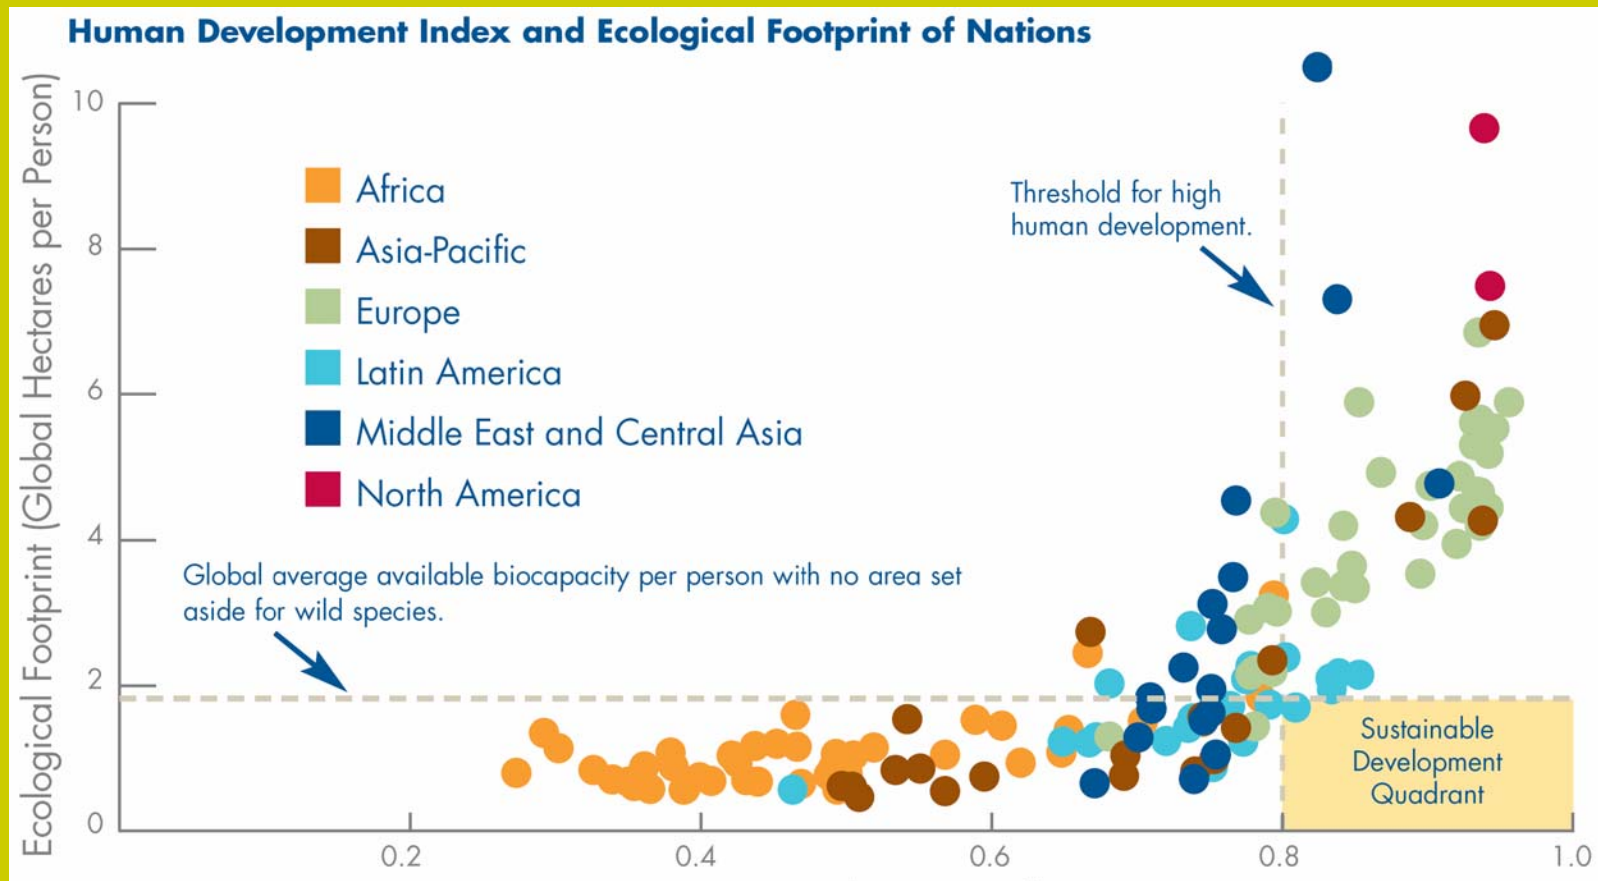 Human Development Index and Ecological Footprint of Nations
Ecological Footprint (Global Hectares per Person)
10
8
6
4
2
0
Africa
Asia-Pacific
Europe
Latin America
Middle East and Central Asia
North America
Threshold for high
human development.
Global average available biocapacity per person with no area set
aside for wild species.
Sustainable
Development
Quadrant
0.2
0.4
0.6
0.8
1.0